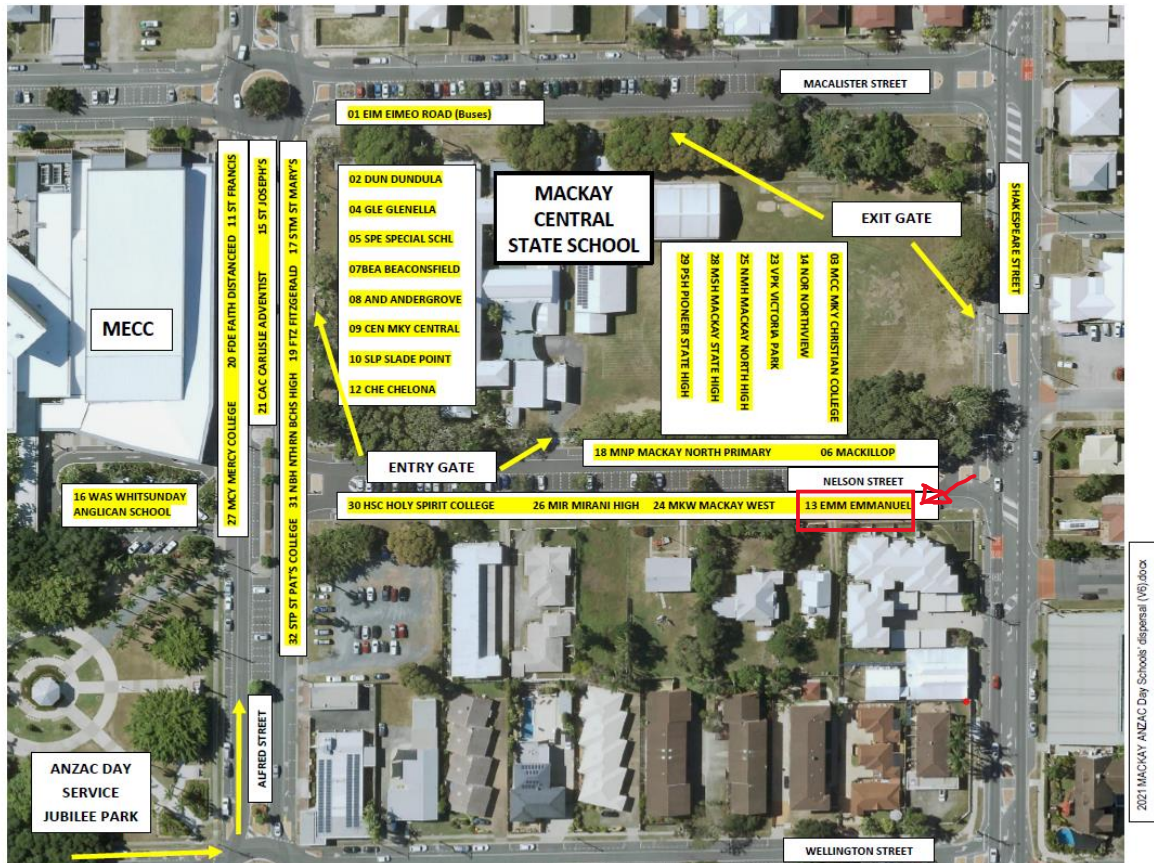 MACALISTER STREET
01 EIM EIMEO ROAD (Buses)
MACKAY
CENTRAL
STATE SCHOOL
EXIT GATE
SHAKESPEARE STREET
02 DUN DUNDULA
04 GLE GLENELLA
05 SPE SPECIAL SCHL
07BEA BEACONSFIELD
08 AND ANDERGROVE
09 CEN MKY CENTRAL
10 SLP SLADE POINT
12 CHE CHELONA
MECC
27 MCY MERCY COLLEGE 20 FDE FAITH DISTANCEED 11 ST FRANCIS
21 CAC CARLISLE ADVENTIST 15 ST JOSEPH'S
32 STP ST PAT'S COLLEGE 31 NBH NTHRN BCHS HIGH 19 FTZ FITZGERALD 17 STM ST MARY'S
03 MCC MKY CHRISTIAN COLLEGE
14 NOR NORTHVIEW
23 VPK VICTORIA PARK
25 NMH MACKAY NORTH HIGH
28 MSH MACKAY STATE HIGH
29 PSH PIONEER STATE HIGH
ENTRY GATE
18 MNP MACKAY NORTH PRIMARY 06 MACKILLOP
NELSON STREET
16 WAS WHITSUNDAY
ANGLICAN SCHOOL
30 HSC HOLY SPIRIT COLLEGE 26 MIR MIRANI HIGH 24 MKW MACKAY WEST 13 EMM EMMANUEL
ALFRED STREET
ANZAC DAY
SERVICE
JUBILEE PARK
WELLINGTON STREET
2021 MACKAY ANZAC Day Schools' dispersal (V6).docx